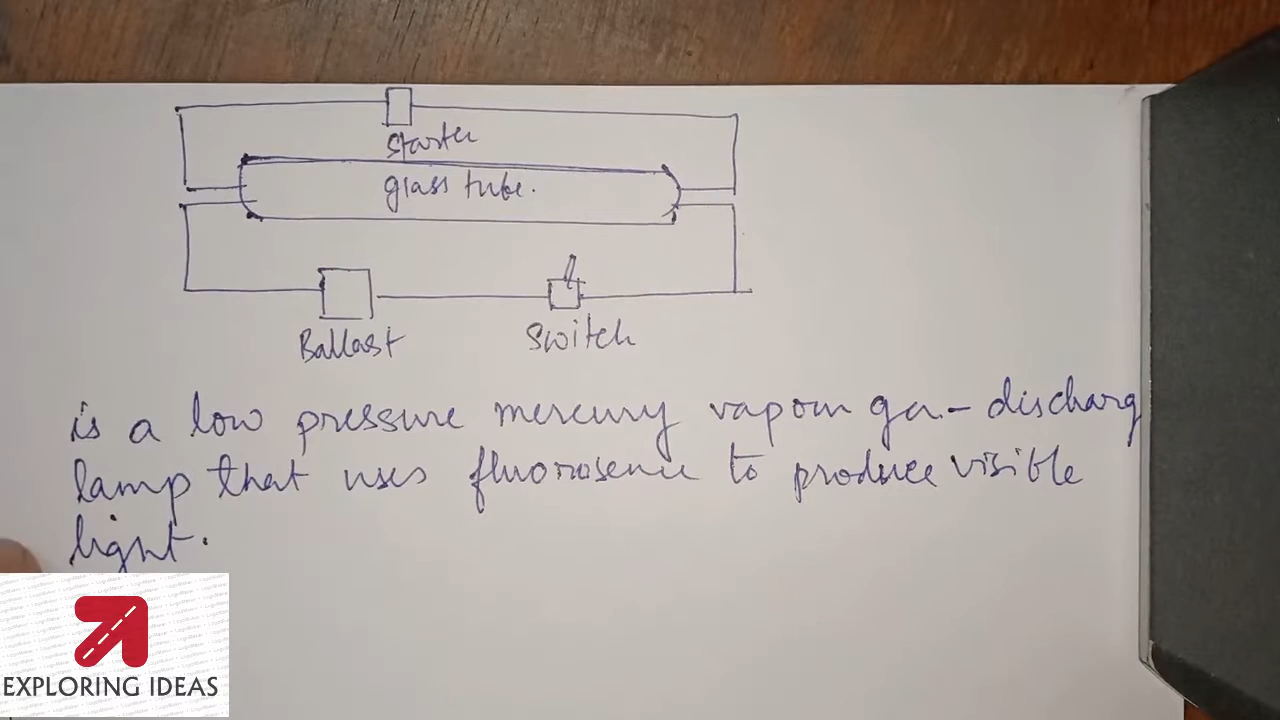 Starter
glass tube.
Ballast
Switch
is a low pressure mercury vapour ga - discharg
lamp that uses fluorosence to produce visible
light.
EXPLORING IDEAS